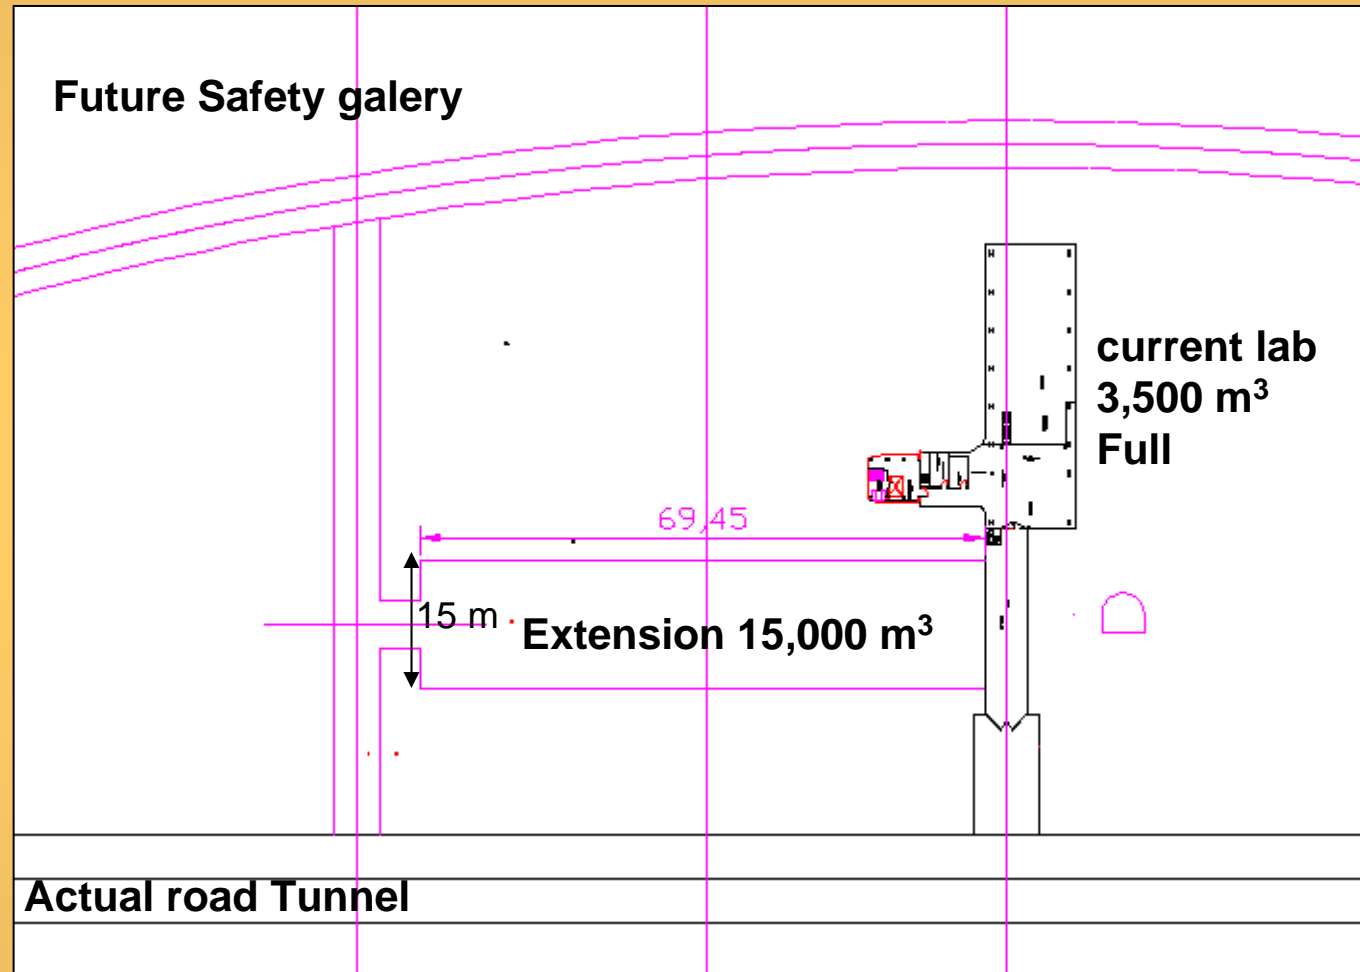 Future Safety galery
current lab
3,500 m³
Full
69,45
15 m
Extension 15,000 m³
Actual road Tunnel